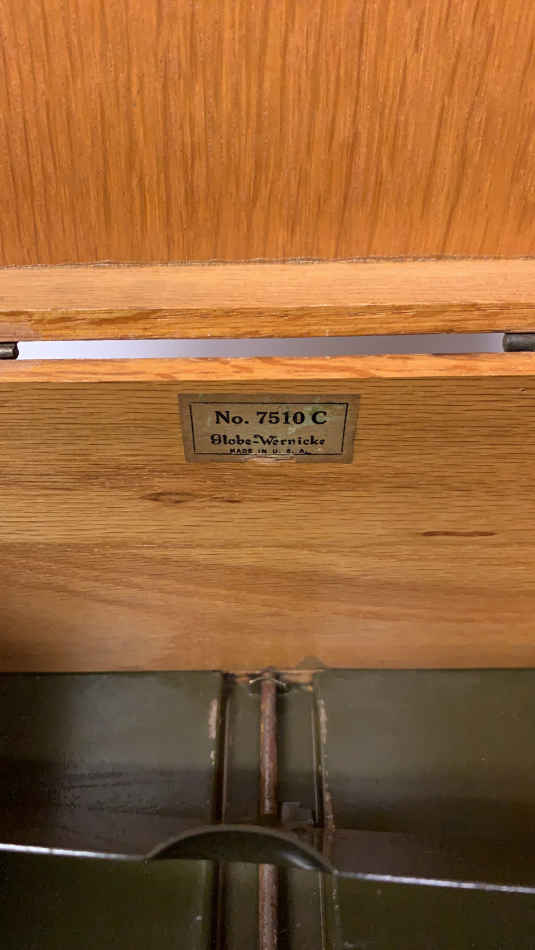 No. 7510 C
Globe-Wernicke
MADE IN U. S. A.